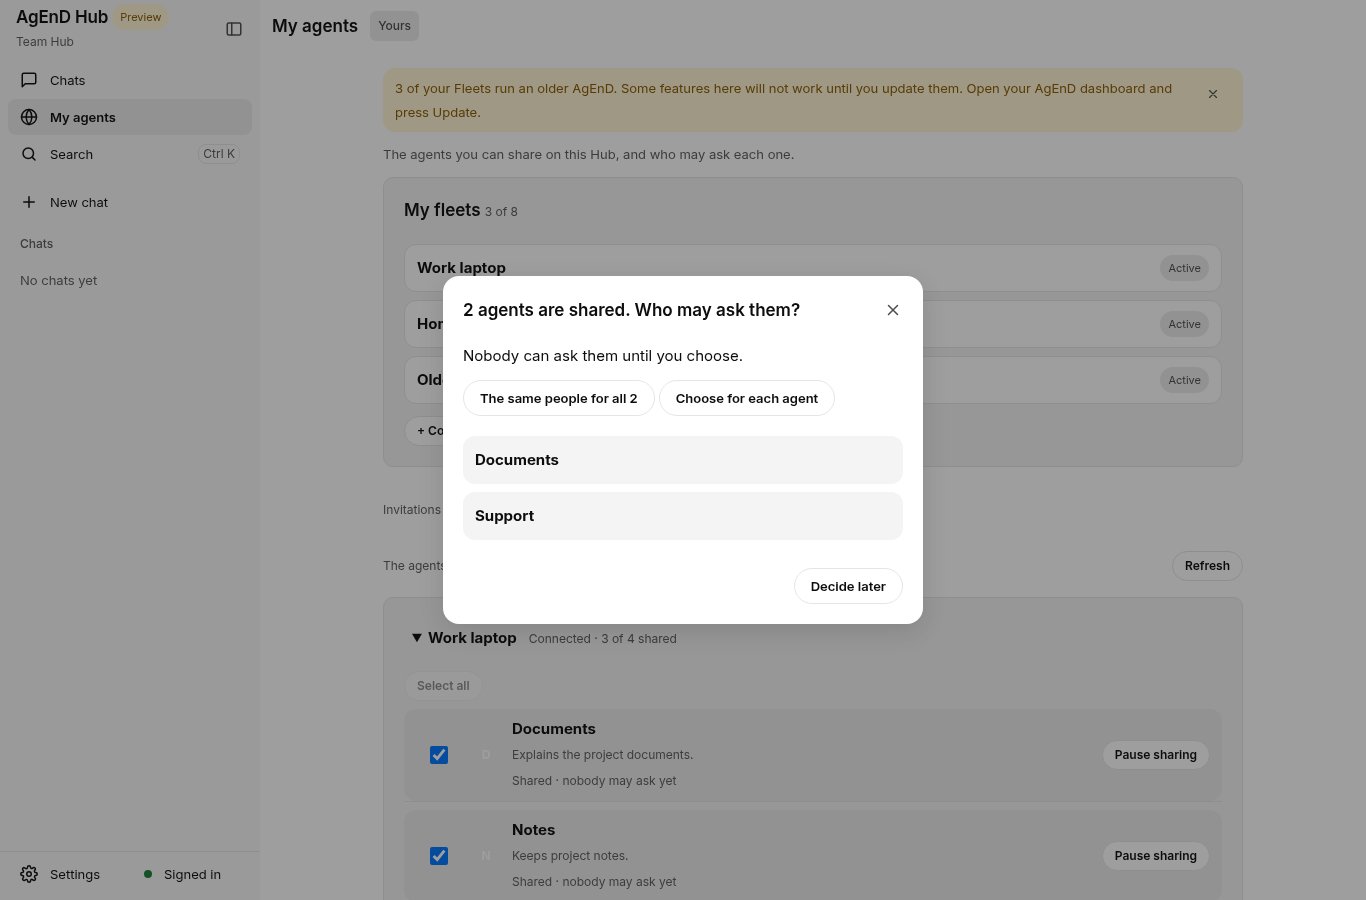 AgEnD Hub
Preview
Team Hub
Chats
My agents
Search
Ctrl K
New chat
Chats
No chats yet
Settings
Signed in
My agents
Yours
3 of your Fleets run an older AgEnD. Some features here will not work until you update them. Open your AgEnD dashboard and
press Update.
The agents you can share on this Hub, and who may ask each one.
My fleets 3 of 8
Work laptop
Active
Active
Active
+ Co
Invitations
The agents
Refresh
2 agents are shared. Who may ask them?
Nobody can ask them until you choose.
The same people for all 2
Choose for each agent
Documents
Support
Decide later
Work laptop
Connected · 3 of 4 shared
Select all
D
Documents
Explains the project documents.
Shared · nobody may ask yet
Pause sharing
N
Notes
Keeps project notes.
Shared · nobody may ask yet
Pause sharing